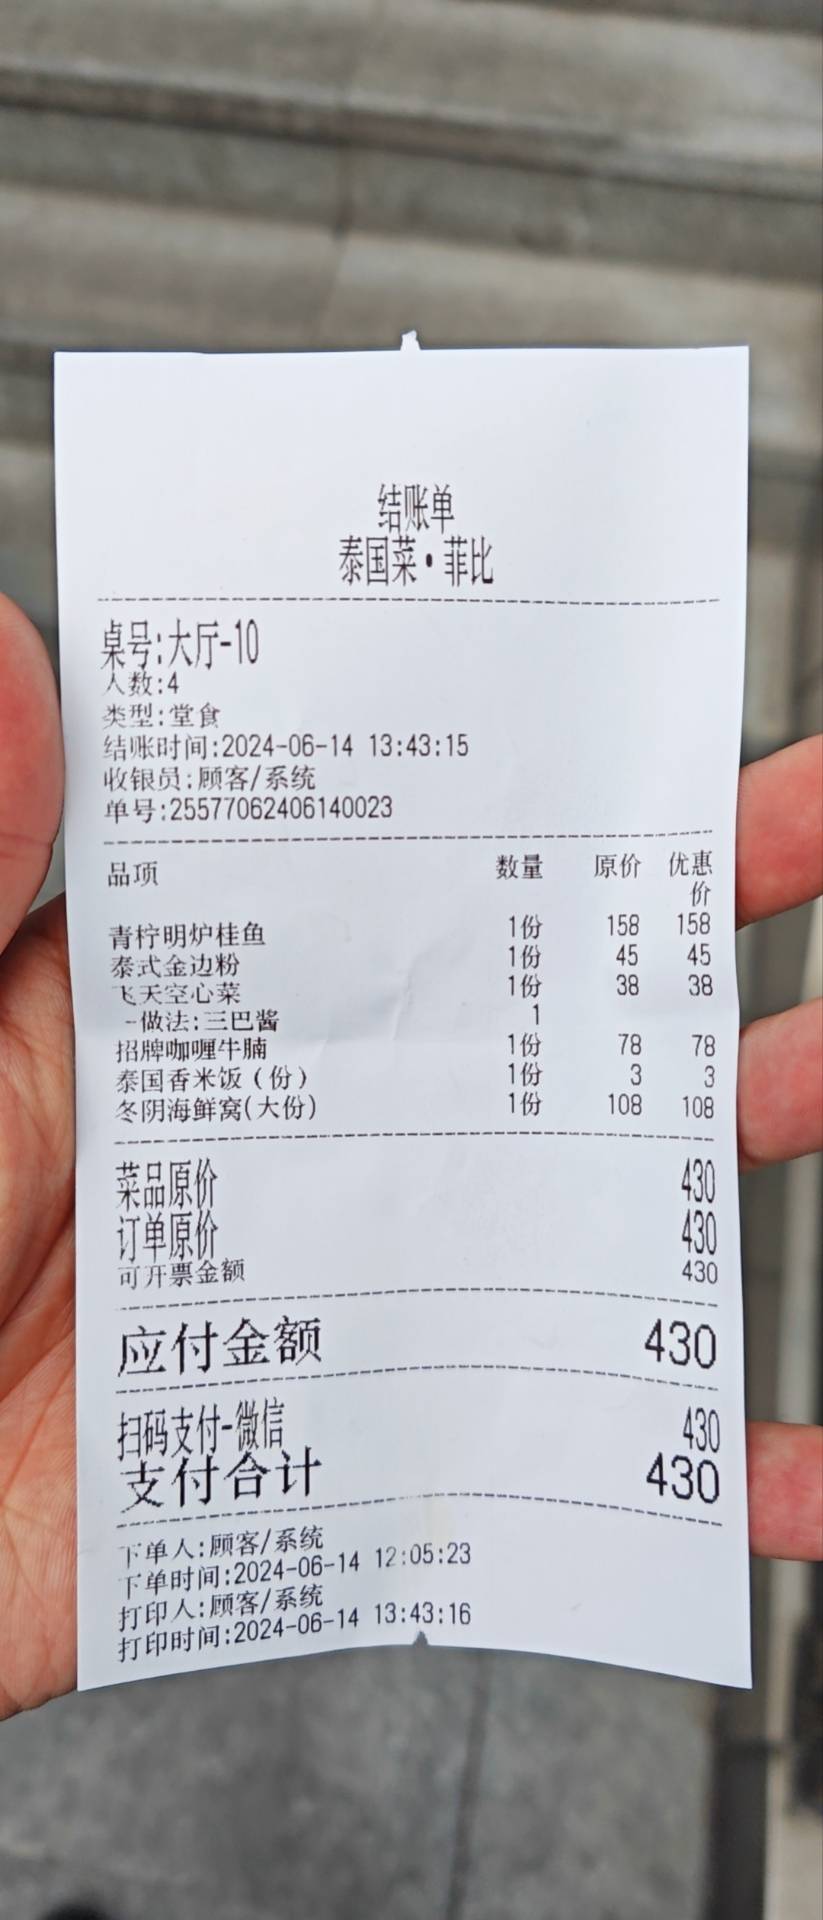 结账单
泰国菜•菲比
桌号:大厅-10
人数:4
类型:堂食
结账时间:2024-06-14 13:43:15
收银员:顾客/系统
单号:255770624061​40023
品项 数量 原价 优惠价
青柠明炉桂鱼 1份 158 158
泰式金边粉 1份 45 45
飞天空心菜 1份 38 38
-做法:三巴酱 1
招牌咖喱牛腩 1份 78 78
泰国香米饭(份) 1份 3 3
冬阴海鲜窝(大份) 1份 108 108
菜品原价 430
订单原价 430
可开票金额 430
应付金额 430
扫码支付-微信 430
支付合计 430
下单人:顾客/系统
下单时间:2024-06-14 12:05:23
打印人:顾客/系统
打印时间:2024-06-14 13:43:16